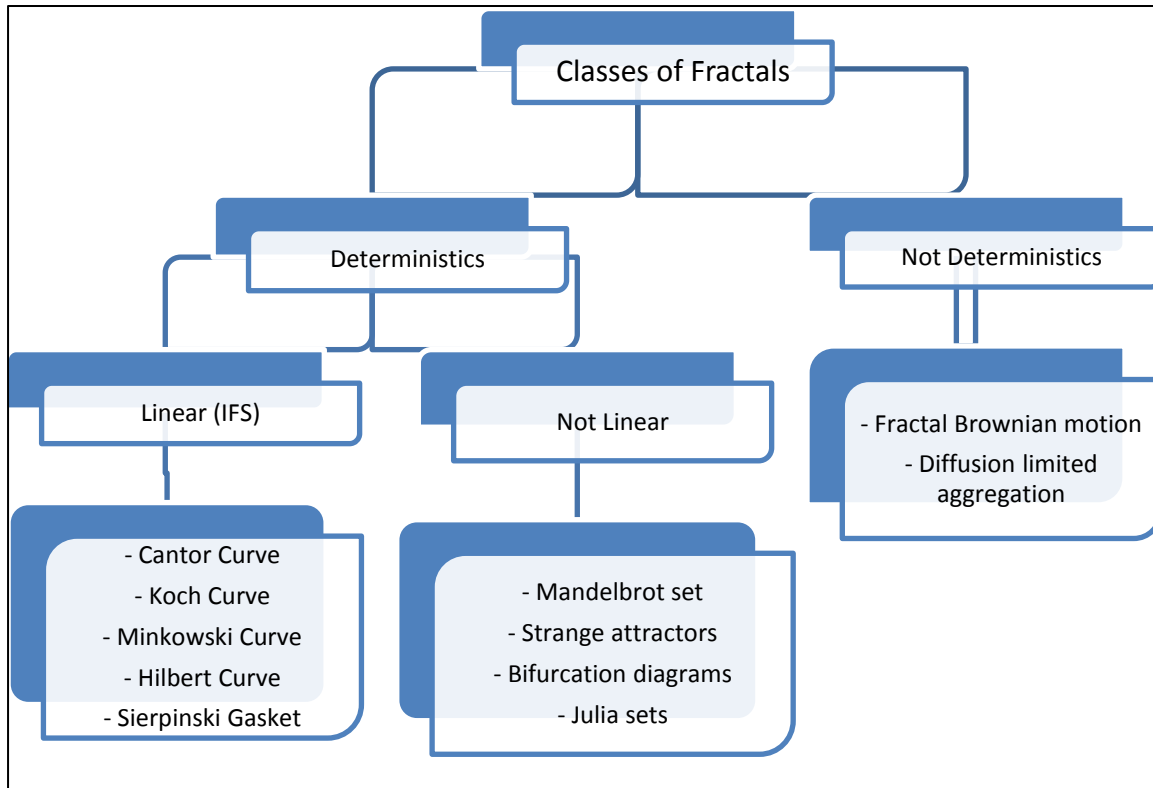 Classes of Fractals
Deterministics
Not Deterministics
Linear (IFS)
Not Linear
- Fractal Brownian motion
- Diffusion limited
aggregation
- Cantor Curve
- Koch Curve
- Minkowski Curve
- Hilbert Curve
- Sierpinski Gasket
- Mandelbrot set
- Strange attractors
- Bifurcation diagrams
- Julia sets